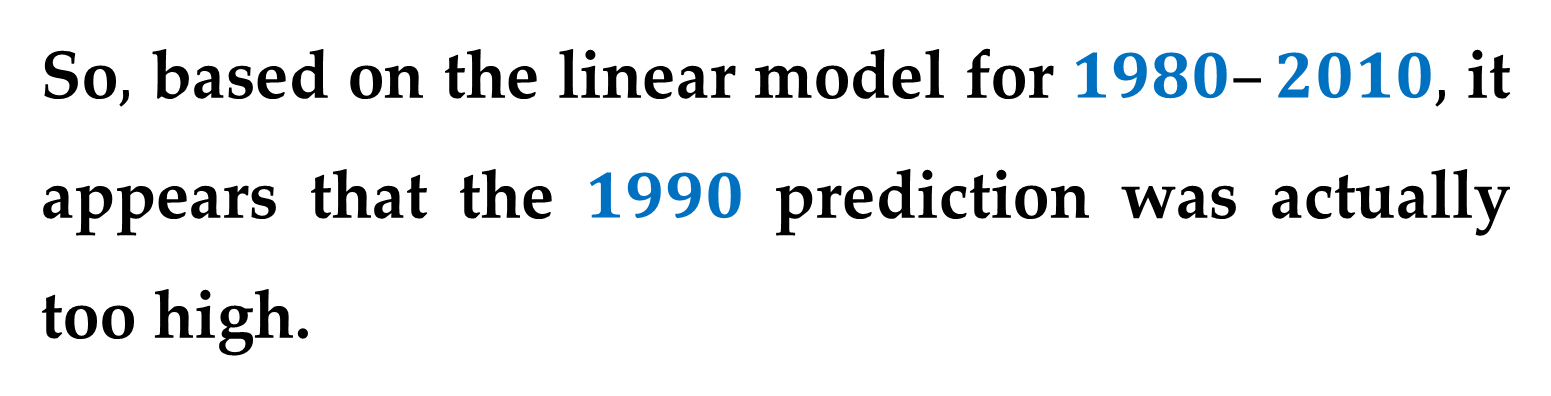 So, based on the linear model for 1980– 2010, it
appears that the 1990 prediction was actually
too high.